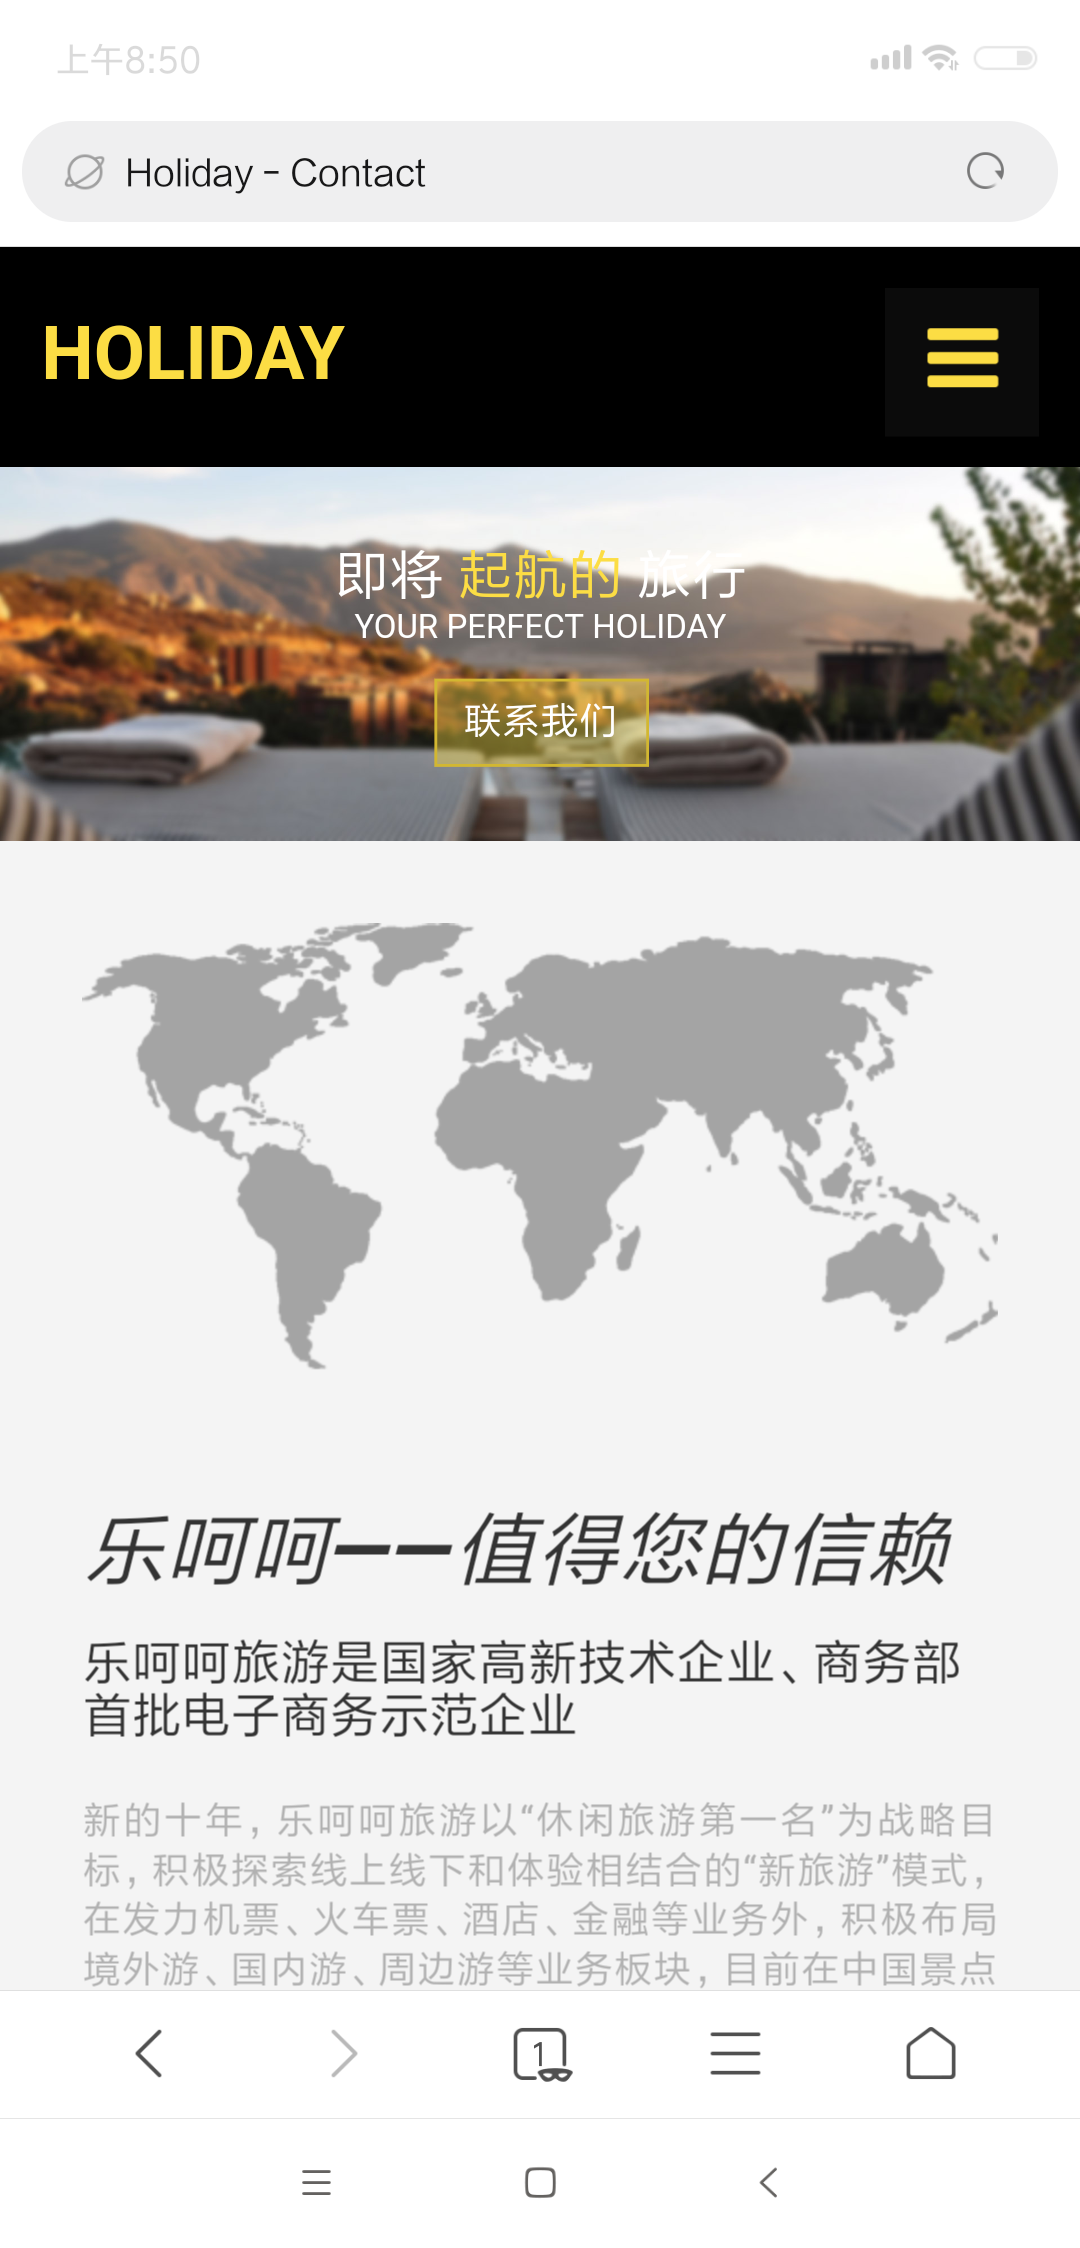 上午8:50
Holiday - Contact
HOLIDAY
即将 起航的 旅行
YOUR PERFECT HOLIDAY
联系我们
乐呵呵——值得您的信赖
乐呵呵旅游是国家高新技术企业、商务部
首批电子商务示范企业
新的十年，乐呵呵旅游以“休闲旅游第一名”为战略目
标，积极探索线上线下和体验相结合的“新旅游”模式，
在发力机票、火车票、酒店、金融等业务外，积极布局
境外游、国内游、周边游等业务板块，目前在中国景点
1